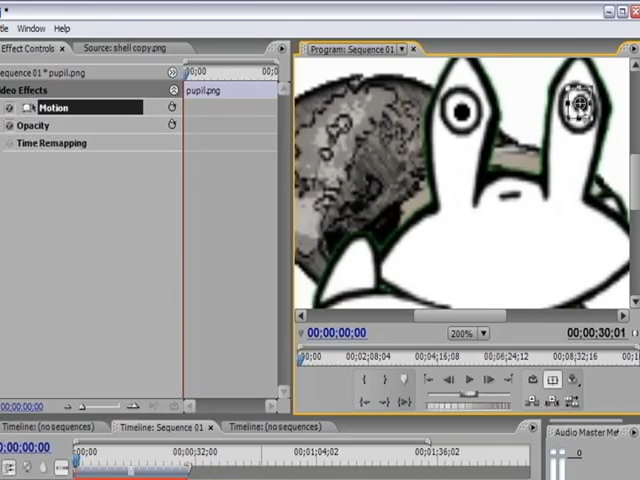 Window Help
Effect Controls x Source: shell copy.png
Program: Sequence 01
equence 01 * pupil.png
00;00
deo Effects
pupil.png
Motion
Opacity
Time Remapping
00;00;00;00
200%
00;00;30;01
00;00 00;02;08;04 00;04;16;08 00;06;24;12 00;08;32;16
00;00;00;00
Timeline: (no sequences) Timeline: Sequence 01 x Timeline: (no sequences)
00;00;00;00
;00;00 00;00;32;00 00;01;04;02 00;01;36;02
Audio Master Me
0